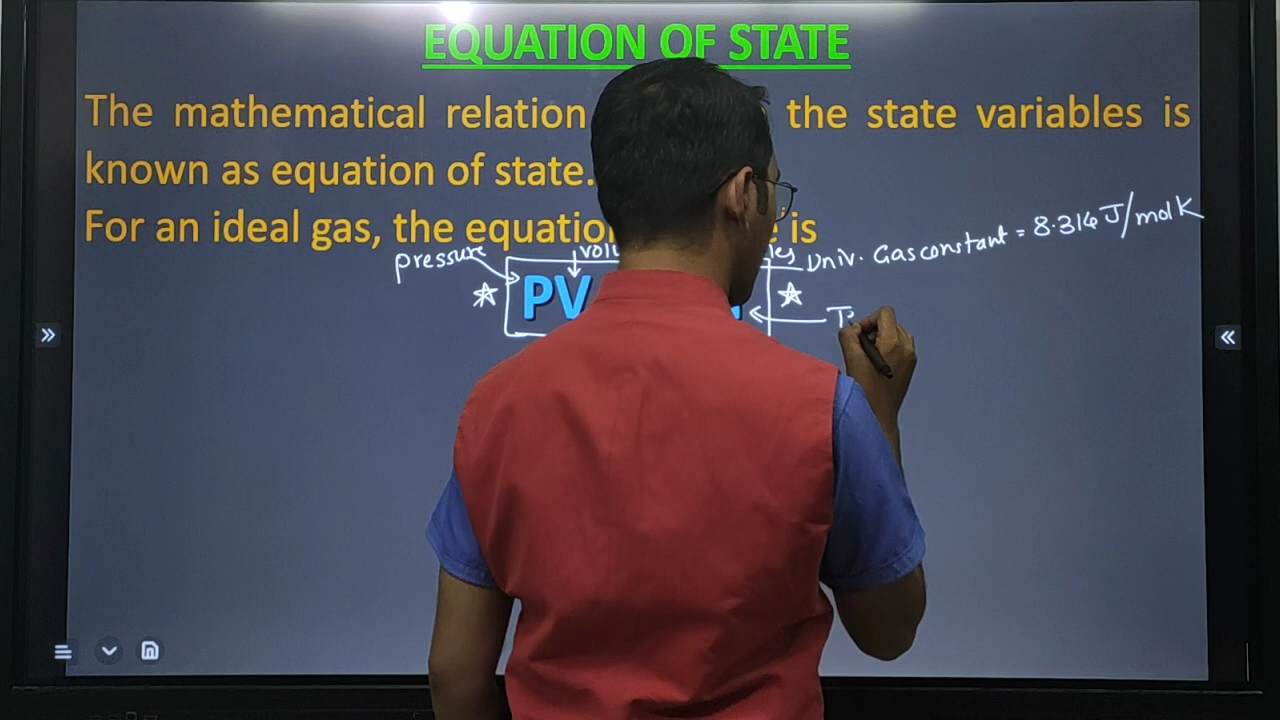 EQUATION OF STATE
The mathematical relation the state variables is
known as equation of state.
For an ideal gas, the is
pressure
Univ. Gas constant = 8.314 J/mol K
PV